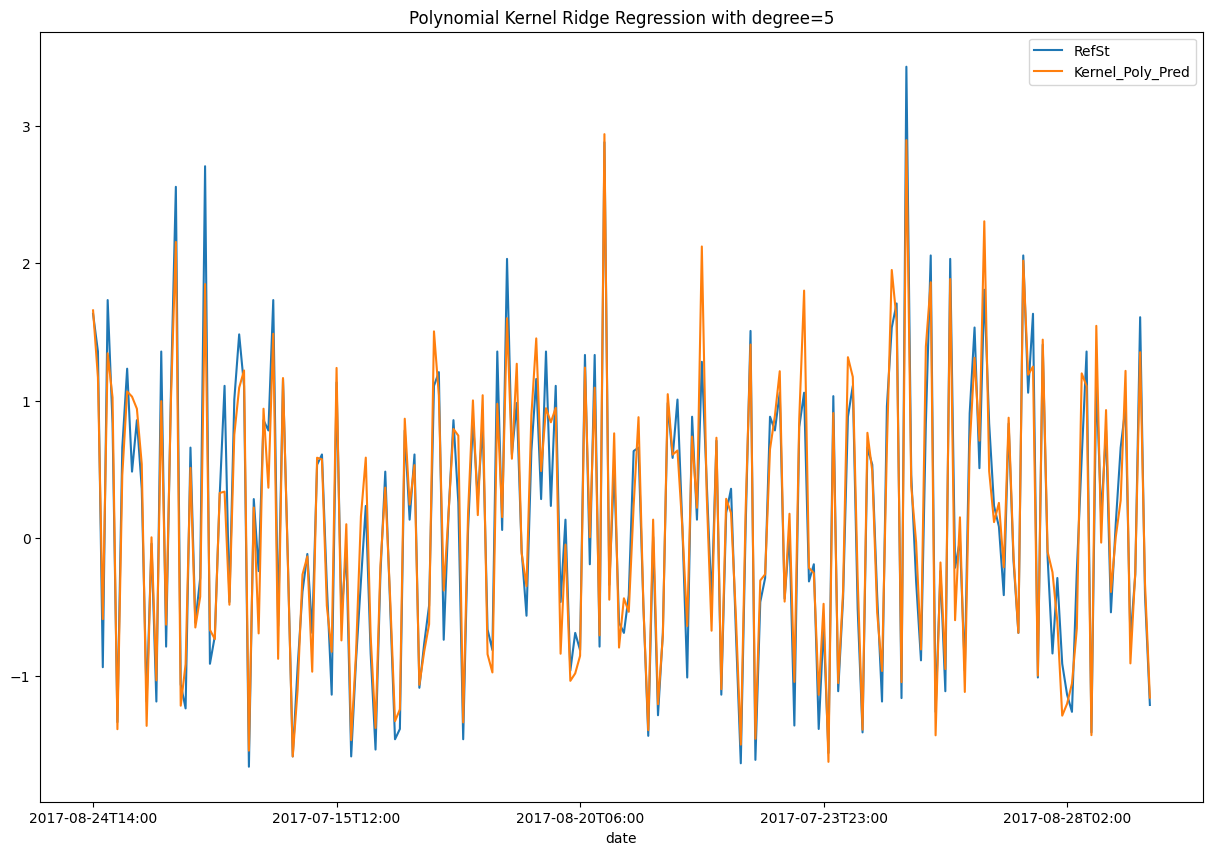 Polynomial Kernel Ridge Regression with degree=5
RefSt
Kernel_Poly_Pred
3
2
1
0
−1
2017-08-24T14:00
2017-07-15T12:00
2017-08-20T06:00
2017-07-23T23:00
2017-08-28T02:00
date